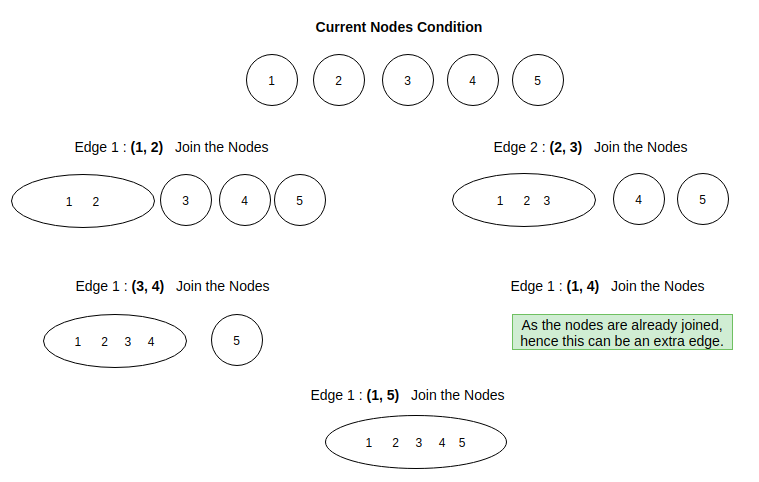 Current Nodes Condition
1 2 3 4 5
Edge 1 : (1, 2) Join the Nodes
1 2 3 4 5
Edge 2 : (2, 3) Join the Nodes
1 2 3 4 5
Edge 1 : (3, 4) Join the Nodes
1 2 3 4 5
Edge 1 : (1, 4) Join the Nodes
As the nodes are already joined,
hence this can be an extra edge.
Edge 1 : (1, 5) Join the Nodes
1 2 3 4 5